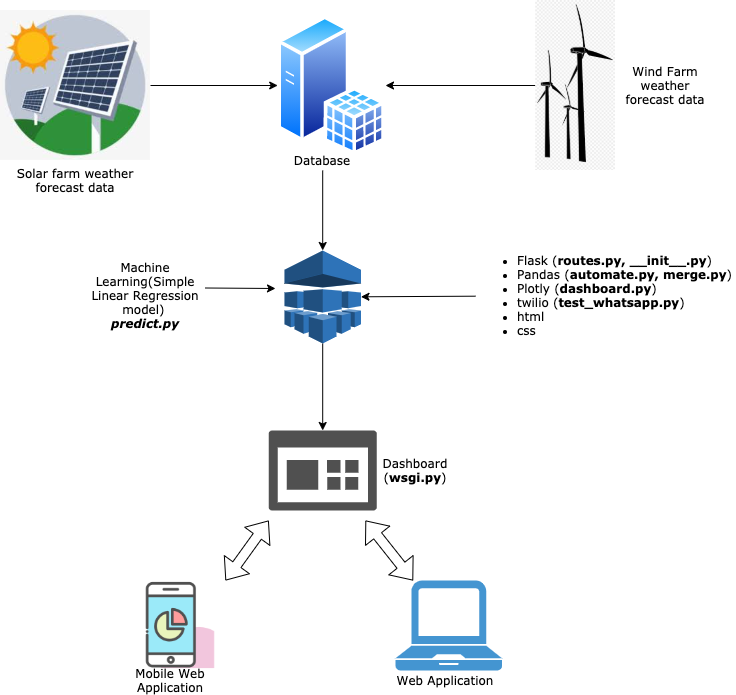 Solar farm weather
forecast data
Database
Wind Farm
weather
forecast data
Machine
Learning(Simple
Linear Regression
model)
predict.py
• Flask (routes.py, __init__.py)
• Pandas (automate.py, merge.py)
• Plotly (dashboard.py)
• twilio (test_whatsapp.py)
• html
• css
Dashboard
(wsgi.py)
Mobile Web
Application
Web Application